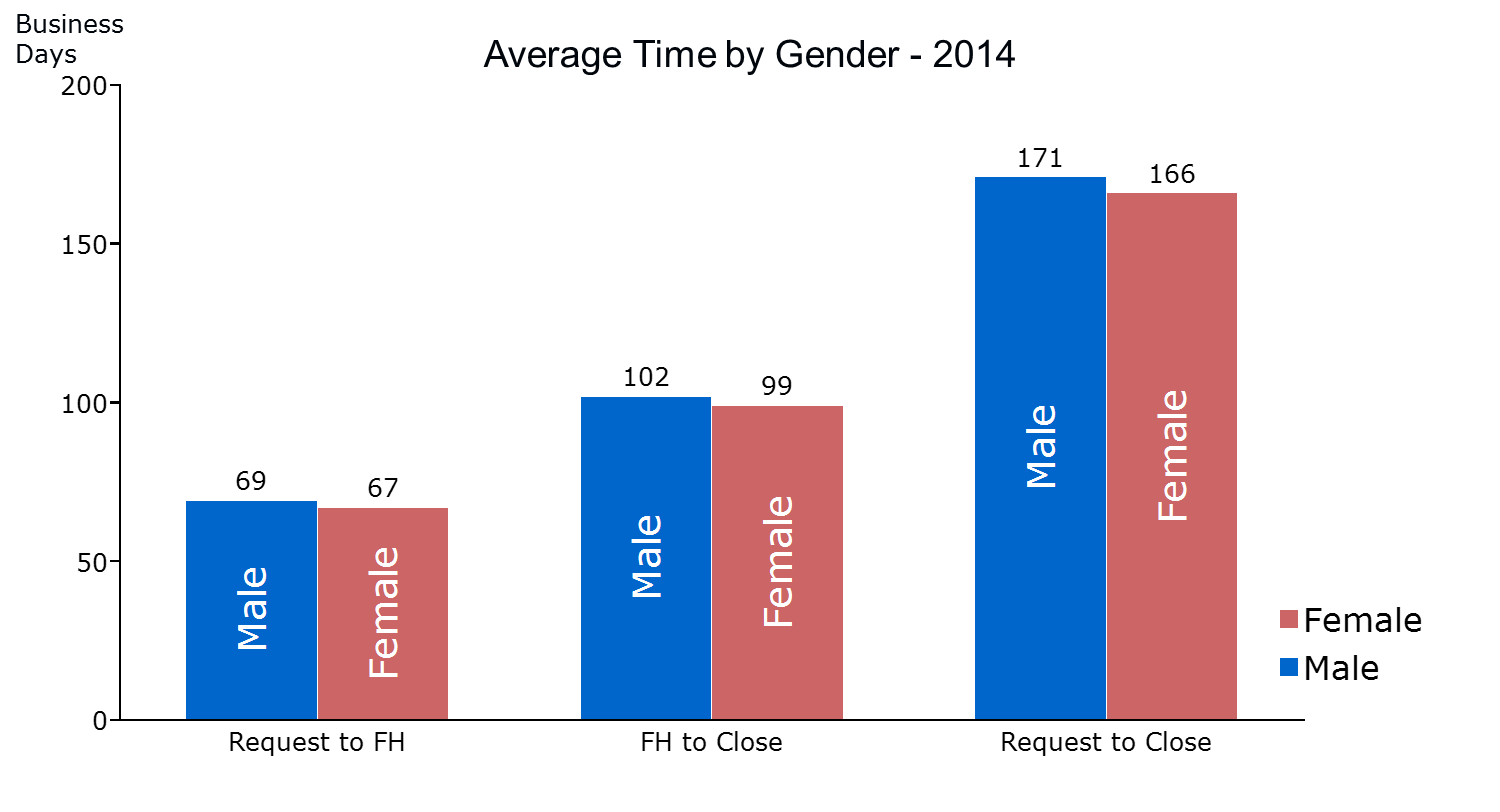 Business
Days
Average Time by Gender - 2014
200
150
100
50
0
69
67
102
99
171
166
Male
Female
Male
Female
Male
Female
Request to FH
FH to Close
Request to Close
Female
Male